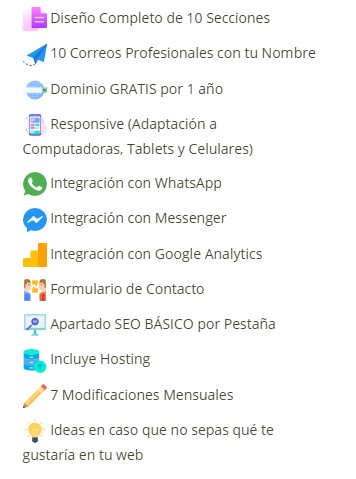 Diseño Completo de 10 Secciones
10 Correos Profesionales con tu Nombre
Dominio GRATIS por 1 año
Responsive (Adaptación a
Computadoras, Tablets y Celulares)
Integración con WhatsApp
Integración con Messenger
Integración con Google Analytics
Formulario de Contacto
Apartado SEO BÁSICO por Pestaña
Incluye Hosting
7 Modificaciones Mensuales
Ideas en caso que no sepas qué te
gustaría en tu web